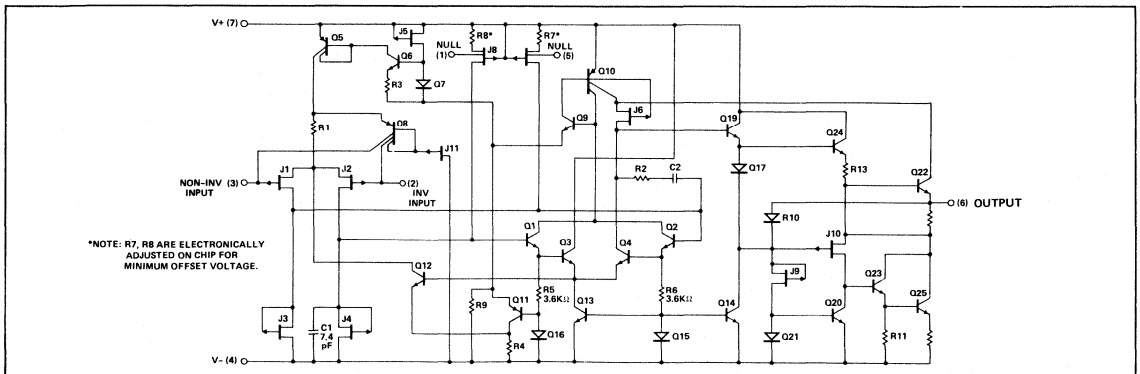 V+ (7)
Q5
J5
Q6
R3
Q7
R8*
NULL
(1)
J8
R7*
NULL
(5)
Q10
J6
Q9
Q19
Q24
Q17
R13
Q22
R1
Q8
J11
J1
J2
NON-INV (3)
INPUT
(2)
INV
INPUT
R2
C2
R10
(6) OUTPUT
J10
J9
*NOTE: R7, R8 ARE ELECTRONICALLY
ADJUSTED ON CHIP FOR
MINIMUM OFFSET VOLTAGE.
Q1
Q3
Q4
Q2
Q12
Q23
Q25
R9
Q11
R5
3.6KΩ
Q13
R6
3.6KΩ
Q14
Q20
J3
C1
7.4
pF
J4
R4
Q16
Q15
Q21
R11
V- (4)